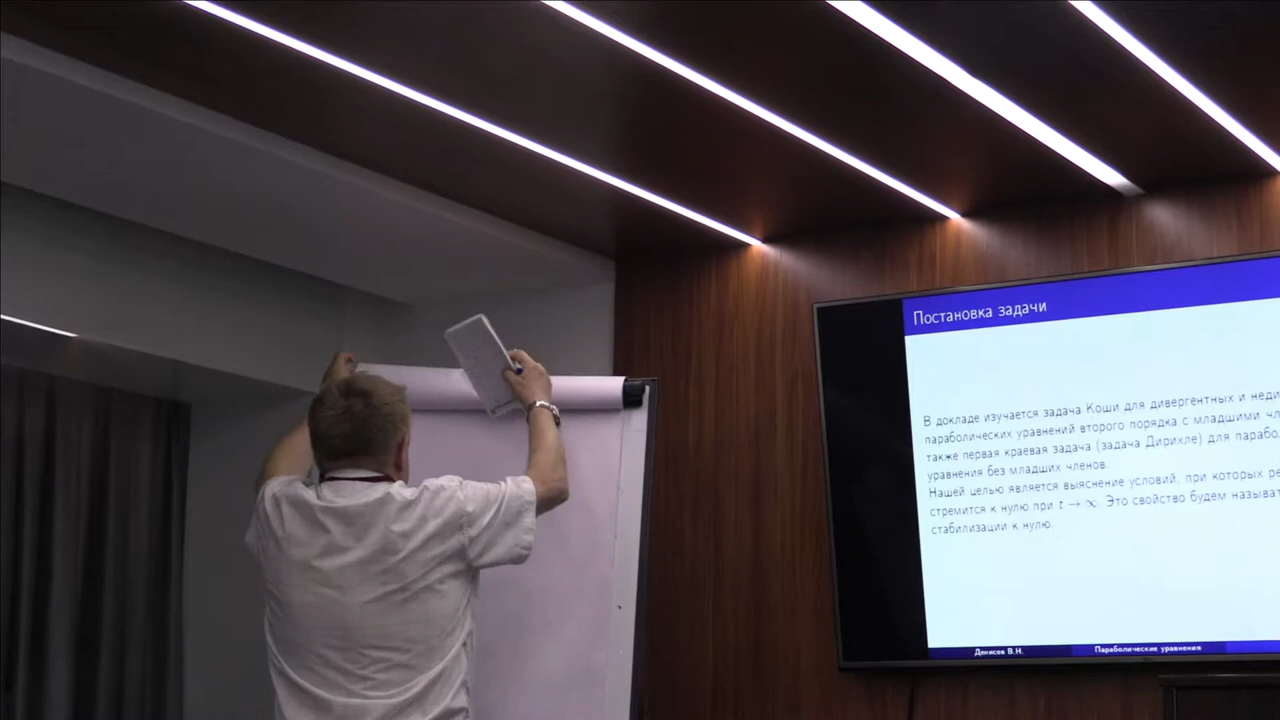 Постановка задачи
В докладе изучается задача Коши для дивергентных и
параболических уравнений второго порядка с младшими
также первая краевая задача (задача Дирихле) для
уравнения без младших членов.
Нашей целью является выяснение условий, при которых
стремится к нулю при t → ∞. Это свойство будем
стабилизации к нулю.
Денисов В.Н.
Параболические уравнения